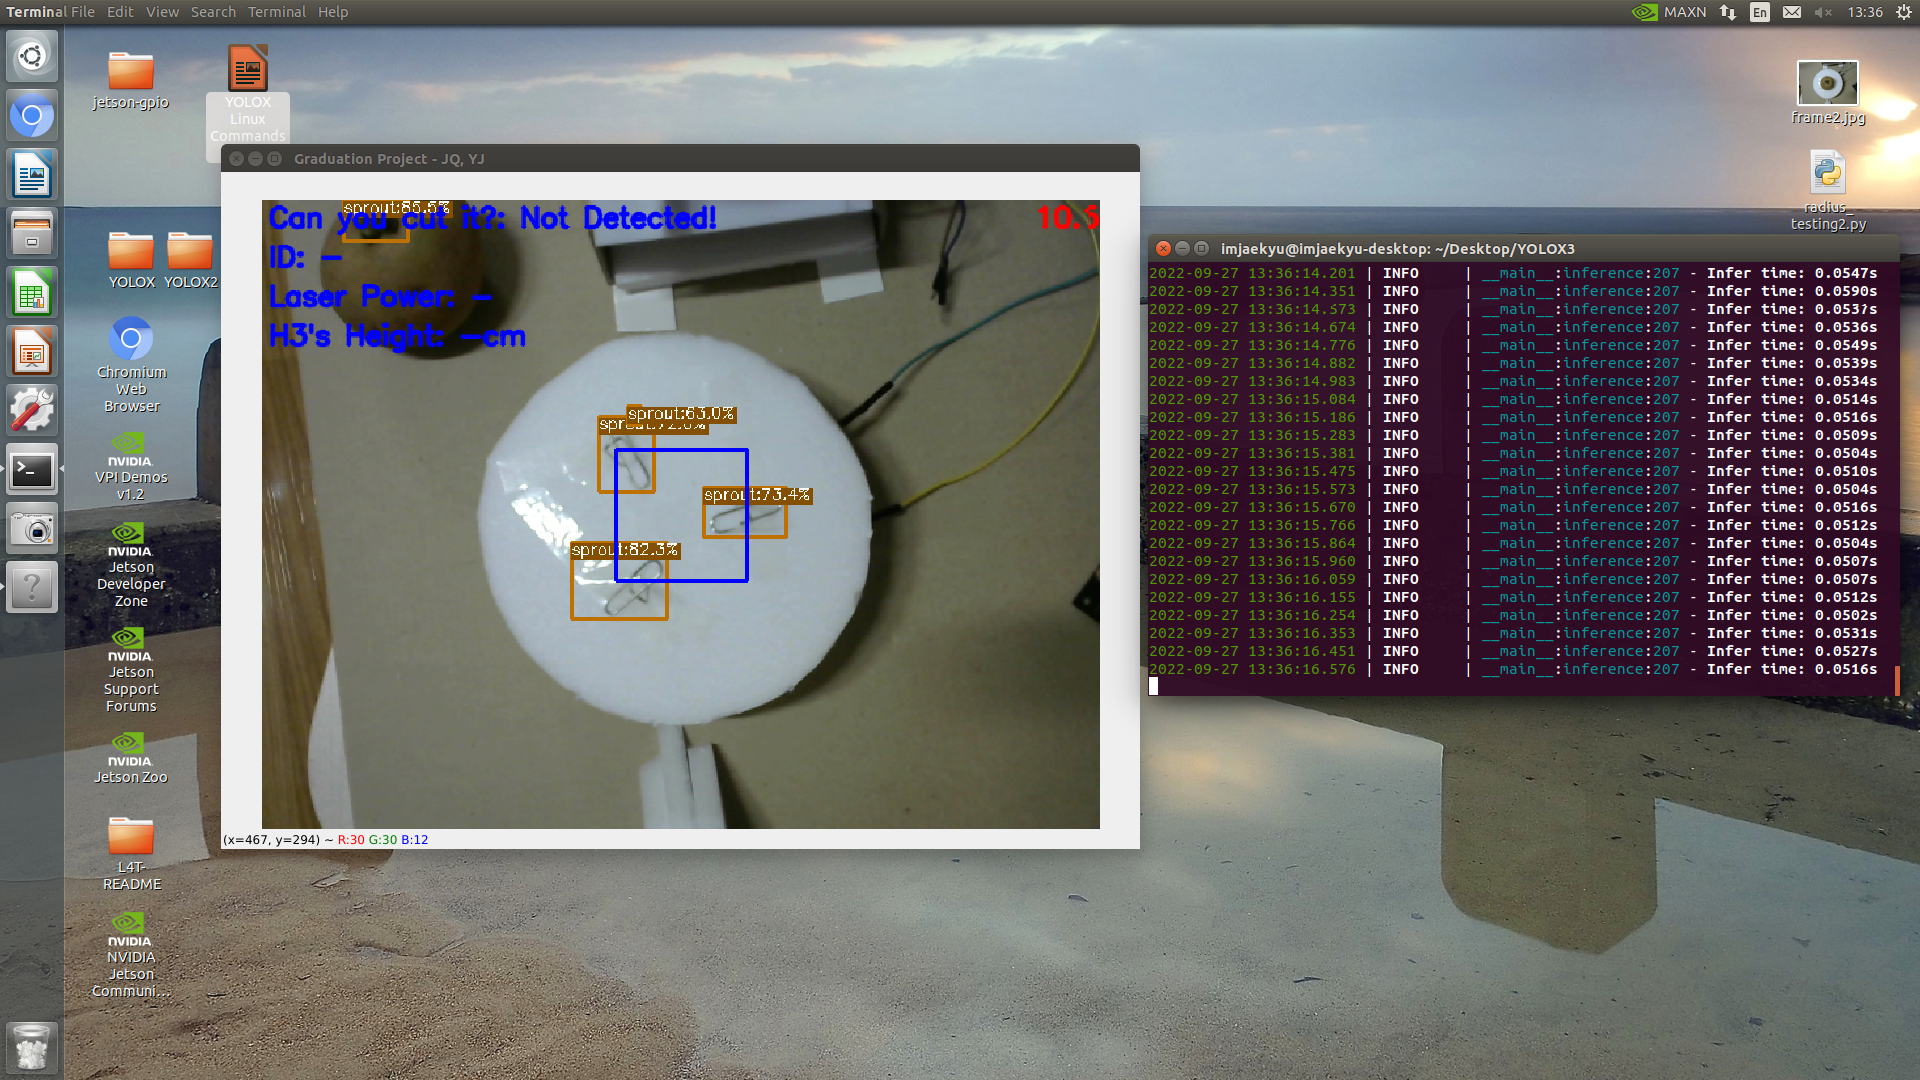 Terminal File Edit View Search Terminal Help
MAXN En 13:36
jetson-gpio
YOLOX
Linux
Commands
YOLOX YOLOX2
Chromium
Web
Browser
NVIDIA.
VPI Demos
v1.2
NVIDIA.
Jetson
Developer
Zone
NVIDIA.
Jetson
Support
Forums
NVIDIA.
Jetson Zoo
L4T-
README
NVIDIA.
NVIDIA
Jetson
Communi...
Graduation Project - JQ, YJ
sprout:85.5%
Can you cut it?: Not Detected!
10.5
ID: —
Laser Power: —
H3's Height: —cm
sprout:63.0%
sprout:73.4%
sprout:82.3%
(x=467, y=294) ~ R:30 G:30 B:12
frame2.jpg
radius_
testing2.py
imjaekyu@imjaekyu-desktop: ~/Desktop/YOLOX3
2022-09-27 13:36:14.201 | INFO | __main__:inference:207 - Infer time: 0.0547s
2022-09-27 13:36:14.351 | INFO | __main__:inference:207 - Infer time: 0.0590s
2022-09-27 13:36:14.573 | INFO | __main__:inference:207 - Infer time: 0.0537s
2022-09-27 13:36:14.674 | INFO | __main__:inference:207 - Infer time: 0.0536s
2022-09-27 13:36:14.776 | INFO | __main__:inference:207 - Infer time: 0.0549s
2022-09-27 13:36:14.882 | INFO | __main__:inference:207 - Infer time: 0.0539s
2022-09-27 13:36:14.983 | INFO | __main__:inference:207 - Infer time: 0.0534s
2022-09-27 13:36:15.084 | INFO | __main__:inference:207 - Infer time: 0.0514s
2022-09-27 13:36:15.186 | INFO | __main__:inference:207 - Infer time: 0.0516s
2022-09-27 13:36:15.283 | INFO | __main__:inference:207 - Infer time: 0.0509s
2022-09-27 13:36:15.381 | INFO | __main__:inference:207 - Infer time: 0.0504s
2022-09-27 13:36:15.475 | INFO | __main__:inference:207 - Infer time: 0.0510s
2022-09-27 13:36:15.573 | INFO | __main__:inference:207 - Infer time: 0.0504s
2022-09-27 13:36:15.670 | INFO | __main__:inference:207 - Infer time: 0.0516s
2022-09-27 13:36:15.766 | INFO | __main__:inference:207 - Infer time: 0.0512s
2022-09-27 13:36:15.864 | INFO | __main__:inference:207 - Infer time: 0.0504s
2022-09-27 13:36:15.960 | INFO | __main__:inference:207 - Infer time: 0.0507s
2022-09-27 13:36:16.059 | INFO | __main__:inference:207 - Infer time: 0.0507s
2022-09-27 13:36:16.155 | INFO | __main__:inference:207 - Infer time: 0.0512s
2022-09-27 13:36:16.254 | INFO | __main__:inference:207 - Infer time: 0.0502s
2022-09-27 13:36:16.353 | INFO | __main__:inference:207 - Infer time: 0.0531s
2022-09-27 13:36:16.451 | INFO | __main__:inference:207 - Infer time: 0.0527s
2022-09-27 13:36:16.576 | INFO | __main__:inference:207 - Infer time: 0.0516s